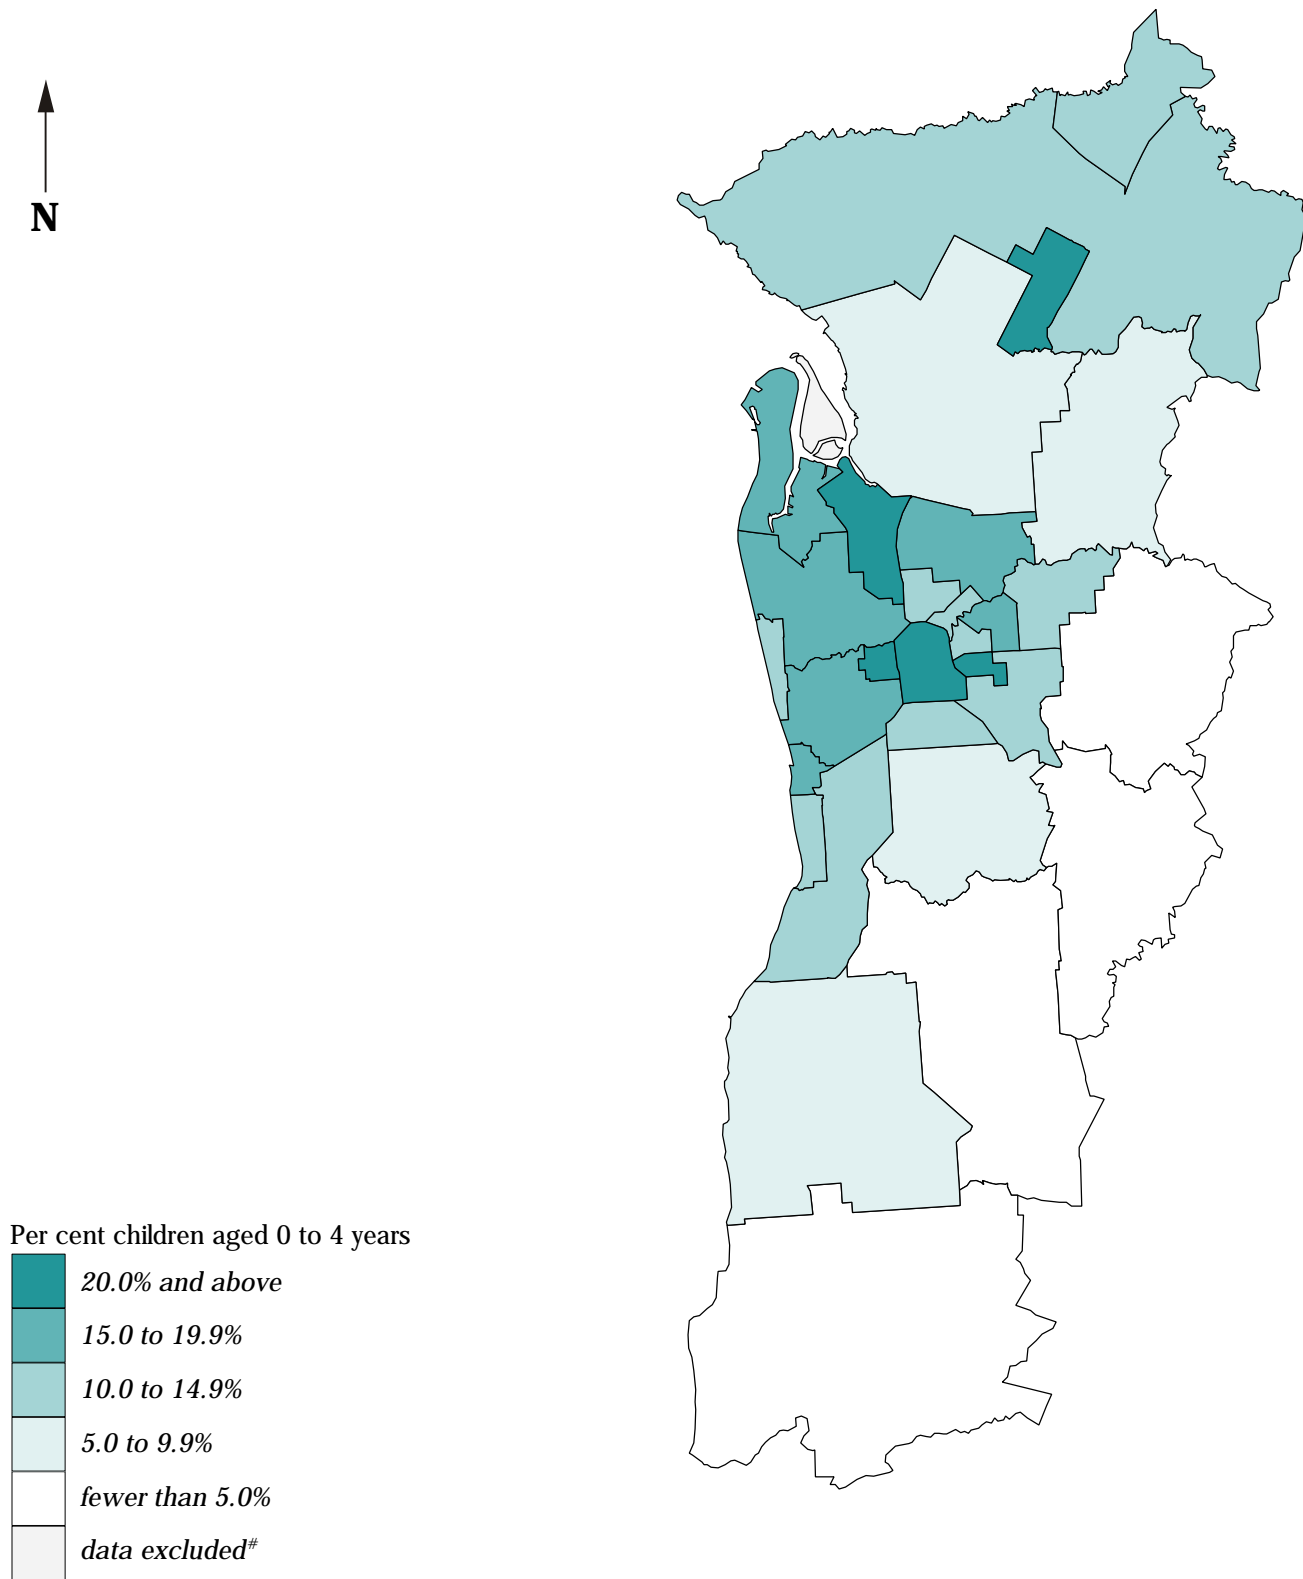 N
Per cent children aged 0 to 4 years
20.0% and above
15.0 to 19.9%
10.0 to 14.9%
5.0 to 9.9%
fewer than 5.0%
data excluded#